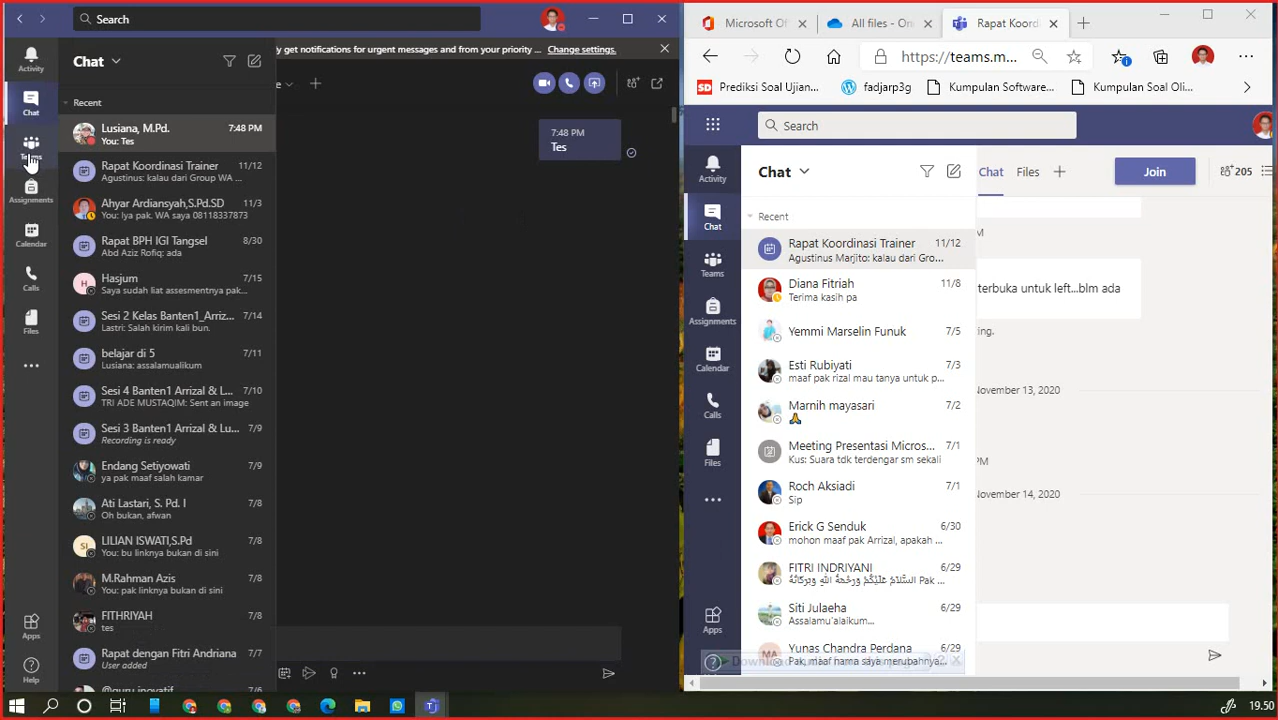 Search
y get notifications for urgent messages and from your priority ... Change settings.
Activity
Chat
Teams
Assignments
Calendar
Calls
Files
Apps
Help
Chat
Recent
Lusiana, M.Pd. 7:48 PM
You: Tes
Rapat Koordinasi Trainer 11/12
Agustinus: kalau dari Group WA ...
Ahyar Ardiansyah,S.Pd.SD 11/3
You: Iya pak. WA saya 08118337873
Rapat BPH IGI Tangsel 8/30
Abd Aziz Rofiq: ada
Hasjum 7/15
Saya sudah liat assesmentnya pak...
Sesi 2 Kelas Banten1_Arriz... 7/14
Lastri: Salah kirim kali bun.
belajar di 5 7/11
Lusiana: assalamualikum
Sesi 4 Banten1 Arrizal & L... 7/10
TRI ADE MUSTAQIM: Sent an image
Sesi 3 Banten1 Arrizal & Lu... 7/9
Recording is ready
Endang Setiyowati 7/9
ya pak maaf salah kamar
Ati Lastari, S. Pd. I 7/8
Oh bukan, afwan
SI
LILIAN ISWATI,S.Pd 7/8
You: bu linknya bukan di sini
M.Rahman Azis 7/8
You: pak linknya bukan di sini
FITHRIYAH 7/8
tes
Rapat dengan Fitri Andriana 7/7
User added
@guru inovatif 7/6
7:48 PM
Tes
Microsoft Of
All files - On
Rapat Koord
https://teams.m...
Prediksi Soal Ujian...
fadjarp3g
Kumpulan Software...
Kumpulan Soal Oli...
Search
Activity
Chat
Teams
Assignments
Calendar
Calls
Files
Apps
Chat
Chat Files Join 205
Recent
Rapat Koordinasi Trainer 11/12
Agustinus Marjito: kalau dari Gro...
Diana Fitriah 11/8
Terima kasih pa
Yemmi Marselin Funuk 7/5
Esti Rubiyati 7/3
maaf pak rizal mau tanya untuk p...
Marnih mayasari 7/2
Meeting Presentasi Micros... 7/1
Kus: Suara tdk terdengar sm sekali
Roch Aksiadi 7/1
Sip
Erick G Senduk 6/30
mohon maaf pak Arrizal, apakah ...
FITRI INDRIYANI 6/29
Siti Julaeha 6/29
Assalamu'alaikum...
MA
Yunas Chandra Perdana 6/29
Pak, maaf nama saya merubahnya...
M
terbuka untuk left...blm ada
ng.
November 13, 2020
PM
November 14, 2020
19.50